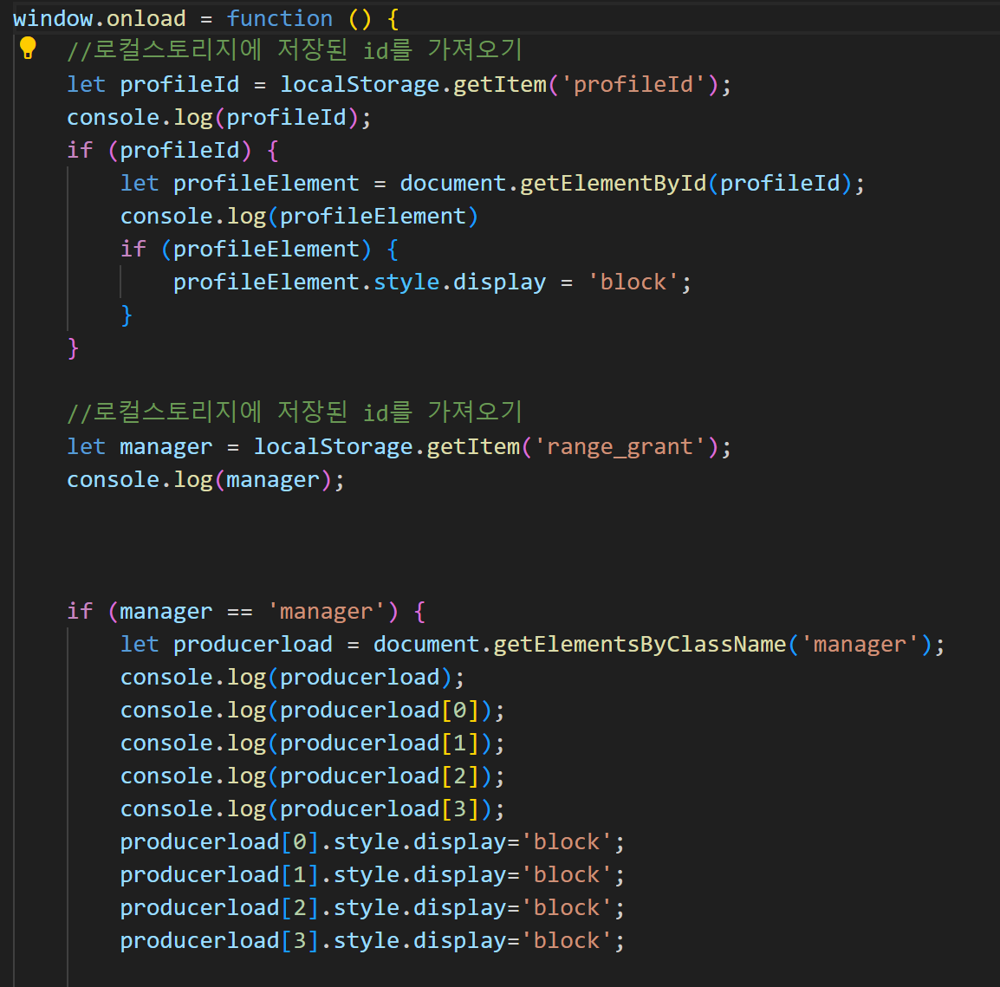 window.onload = function () {
//로컬스토리지에 저장된 id를 가져오기
let profileId = localStorage.getItem('profileId');
console.log(profileId);
if (profileId) {
let profileElement = document.getElementById(profileId);
console.log(profileElement)
if (profileElement) {
profileElement.style.display = 'block';
}
}
//로컬스토리지에 저장된 id를 가져오기
let manager = localStorage.getItem('range_grant');
console.log(manager);
if (manager == 'manager') {
let producerload = document.getElementsByClassName('manager');
console.log(producerload);
console.log(producerload[0]);
console.log(producerload[1]);
console.log(producerload[2]);
console.log(producerload[3]);
producerload[0].style.display='block';
producerload[1].style.display='block';
producerload[2].style.display='block';
producerload[3].style.display='block';